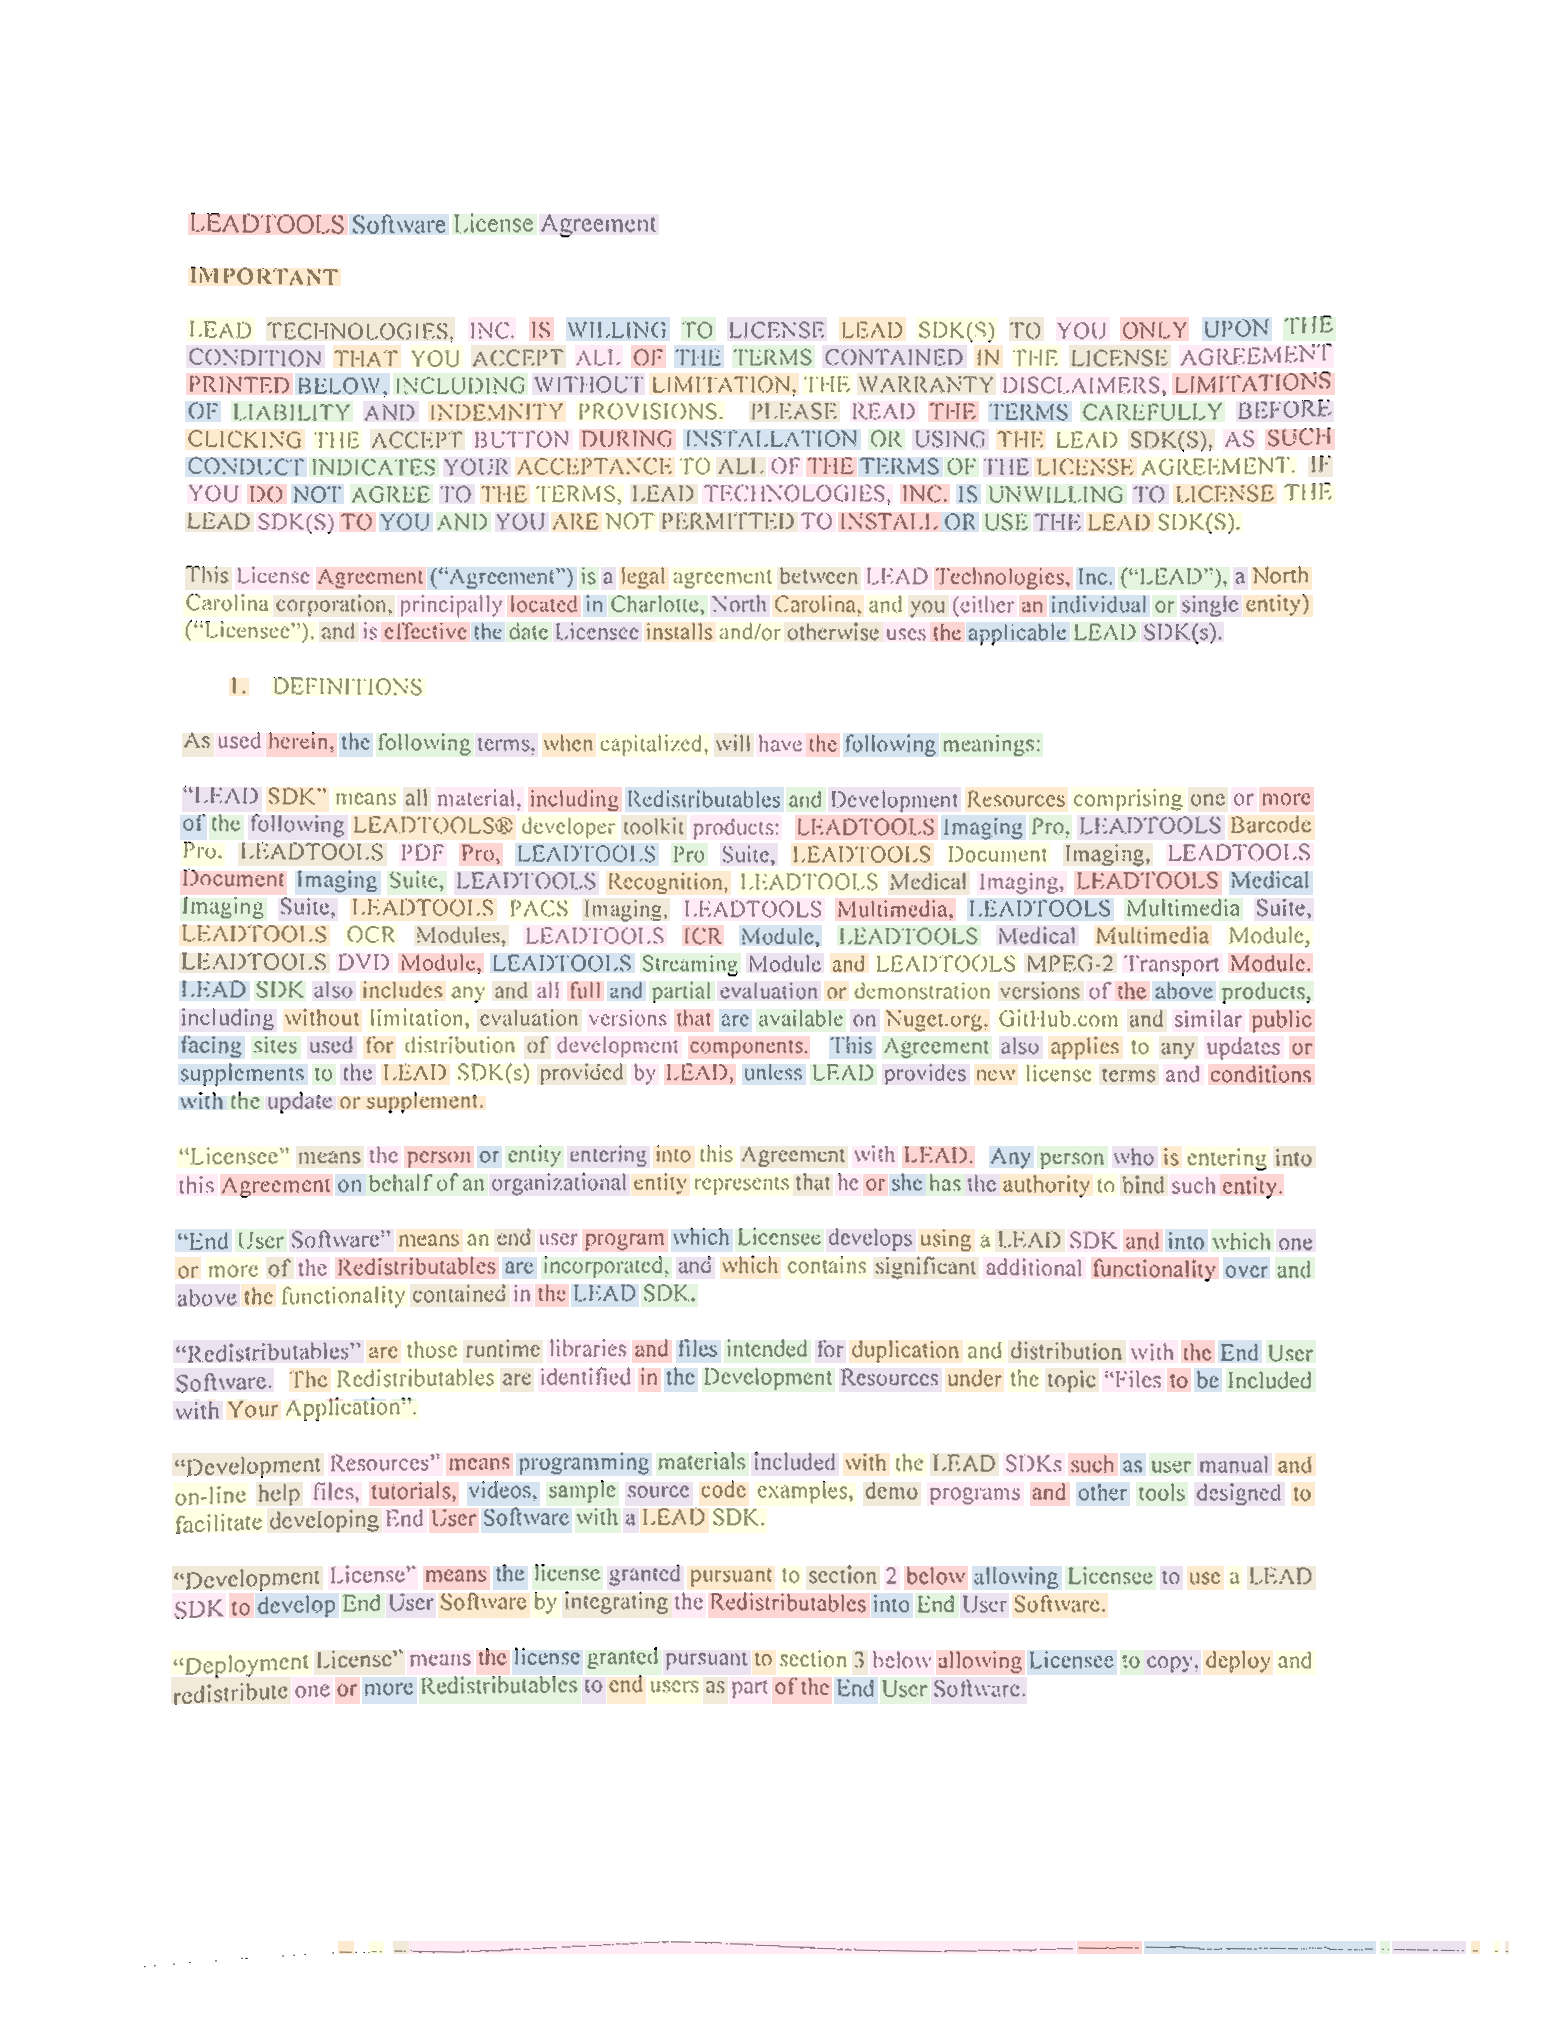 LEADTOOLS Software License Agreement
IMPORTANT
LEAD TECHNOLOGIES, INC. IS WILLING TO LICENSE LEAD SDK(S) TO YOU ONLY UPON THE
CONDITION THAT YOU ACCEPT ALL OF THE TERMS CONTAINED IN THE LICENSE AGREEMENT
PRINTED BELOW, INCLUDING WITHOUT LIMITATION, THE WARRANTY DISCLAIMERS, LIMITATIONS
OF LIABILITY AND INDEMNITY PROVISIONS. PLEASE READ THE TERMS CAREFULLY BEFORE
CLICKING THE ACCEPT BUTTON DURING INSTALLATION OR USING THE LEAD SDK(S), AS SUCH
CONDUCT INDICATES YOUR ACCEPTANCE TO ALL OF THE TERMS OF THE LICENSE AGREEMENT. IF
YOU DO NOT AGREE TO THE TERMS, LEAD TECHNOLOGIES, INC. IS UNWILLING TO LICENSE THE
LEAD SDK(S) TO YOU AND YOU ARE NOT PERMITTED TO INSTALL OR USE THE LEAD SDK(S).
This License Agreement (“Agreement”) is a legal agreement between LEAD Technologies, Inc. (“LEAD”), a North
Carolina corporation, principally located in Charlotte, North Carolina, and you (either an individual or single entity)
(“Licensee”), and is effective the date Licensee installs and/or otherwise uses the applicable LEAD SDK(s).
1. DEFINITIONS
As used herein, the following terms, when capitalized, will have the following meanings:
“LEAD SDK” means all material, including Redistributables and Development Resources comprising one or more
of the following LEADTOOLS® developer toolkit products: LEADTOOLS Imaging Pro, LEADTOOLS Barcode
Pro. LEADTOOLS PDF Pro, LEADTOOLS Pro Suite, LEADTOOLS Document Imaging, LEADTOOLS
Document Imaging Suite, LEADTOOLS Recognition, LEADTOOLS Medical Imaging, LEADTOOLS Medical
Imaging Suite, LEADTOOLS PACS Imaging, LEADTOOLS Multimedia, LEADTOOLS Multimedia Suite,
LEADTOOLS OCR Modules, LEADTOOLS ICR Module, LEADTOOLS Medical Multimedia Module,
LEADTOOLS DVD Module, LEADTOOLS Streaming Module and LEADTOOLS MPEG-2 Transport Module.
LEAD SDK also includes any and all full and partial evaluation or demonstration versions of the above products,
including without limitation, evaluation versions that are available on Nuget.org, GitHub.com and similar public
facing sites used for distribution of development components. This Agreement also applies to any updates or
supplements to the LEAD SDK(s) provided by LEAD, unless LEAD provides new license terms and conditions
with the update or supplement.
“Licensee” means the person or entity entering into this Agreement with LEAD. Any person who is entering into
this Agreement on behalf of an organizational entity represents that he or she has the authority to bind such entity.
“End User Software” means an end user program which Licensee develops using a LEAD SDK and into which one
or more of the Redistributables are incorporated, and which contains significant additional functionality over and
above the functionality contained in the LEAD SDK.
“Redistributables” are those runtime libraries and files intended for duplication and distribution with the End User
Software. The Redistributables are identified in the Development Resources under the topic “Files to be Included
with Your Application”.
“Development Resources” means programming materials included with the LEAD SDKs such as user manual and
on-line help files, tutorials, videos, sample source code examples, demo programs and other tools designed to
facilitate developing End User Software with a LEAD SDK.
“Development License” means the license granted pursuant to section 2 below allowing Licensee to use a LEAD
SDK to develop End User Software by integrating the Redistributables into End User Software.
“Deployment License” means the license granted pursuant to section 3 below allowing Licensee to copy, deploy and
redistribute one or more Redistributables to end users as part of the End User Software.